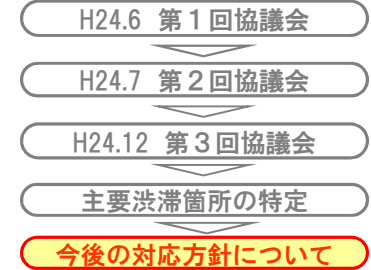 H24.6 第１回協議会
H24.7 第２回協議会
H24.12 第３回協議会
主要渋滞箇所の特定
今後の対応方針について